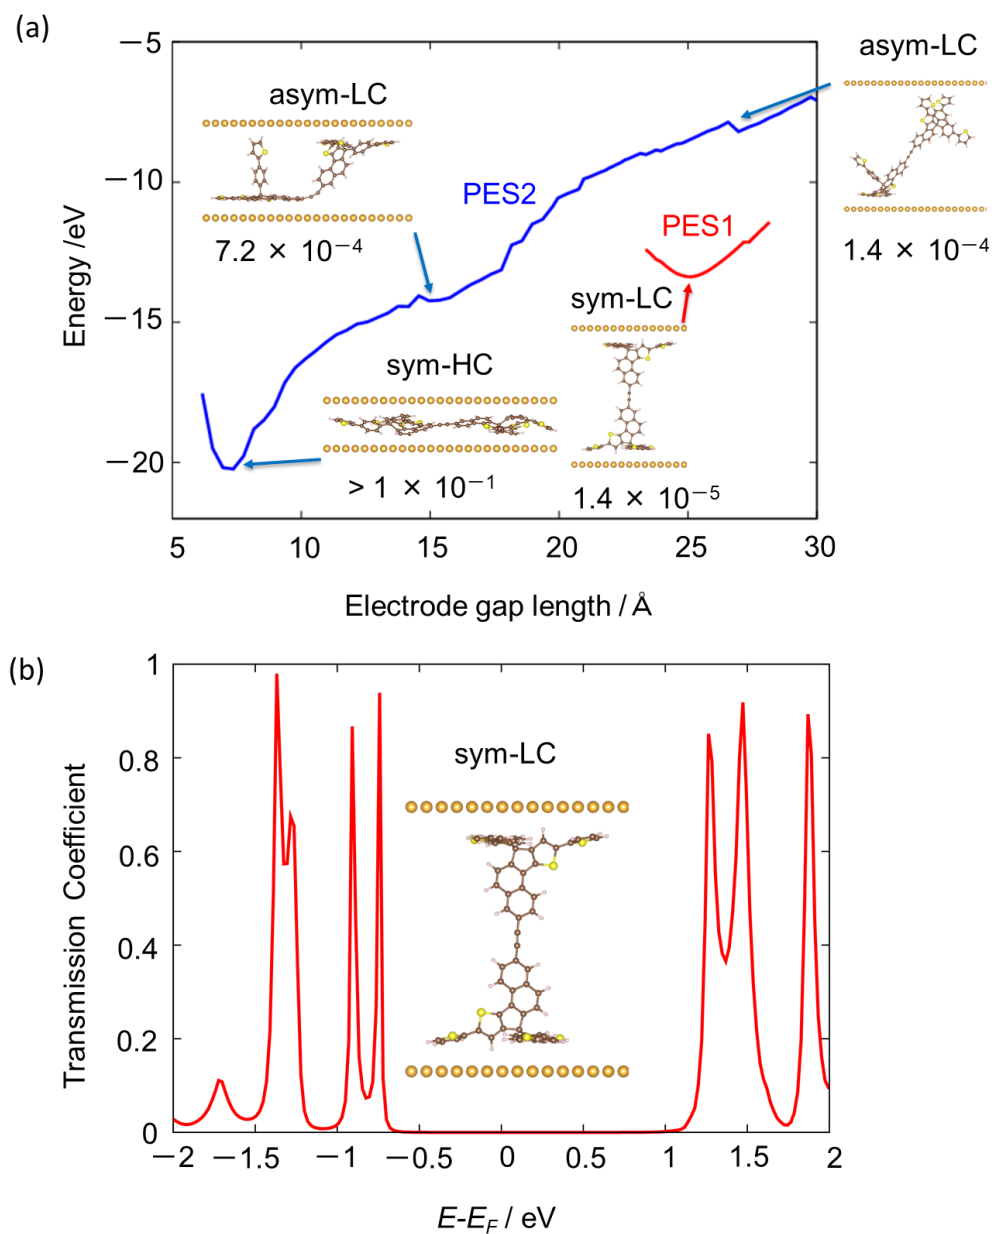 (a)
−5
−10
−15
−20
Energy /eV
asym-LC
7.2 × 10−4
PES2
asym-LC
1.4 × 10−4
PES1
sym-LC
1.4 × 10−5
sym-HC
> 1 × 10−1
5 10 15 20 25 30
Electrode gap length / Å
(b)
1
0.8
0.6
0.4
0.2
0
Transmission Coefficient
sym-LC
−2 −1.5 −1 −0.5 0 0.5 1 1.5 2
E-EF / eV